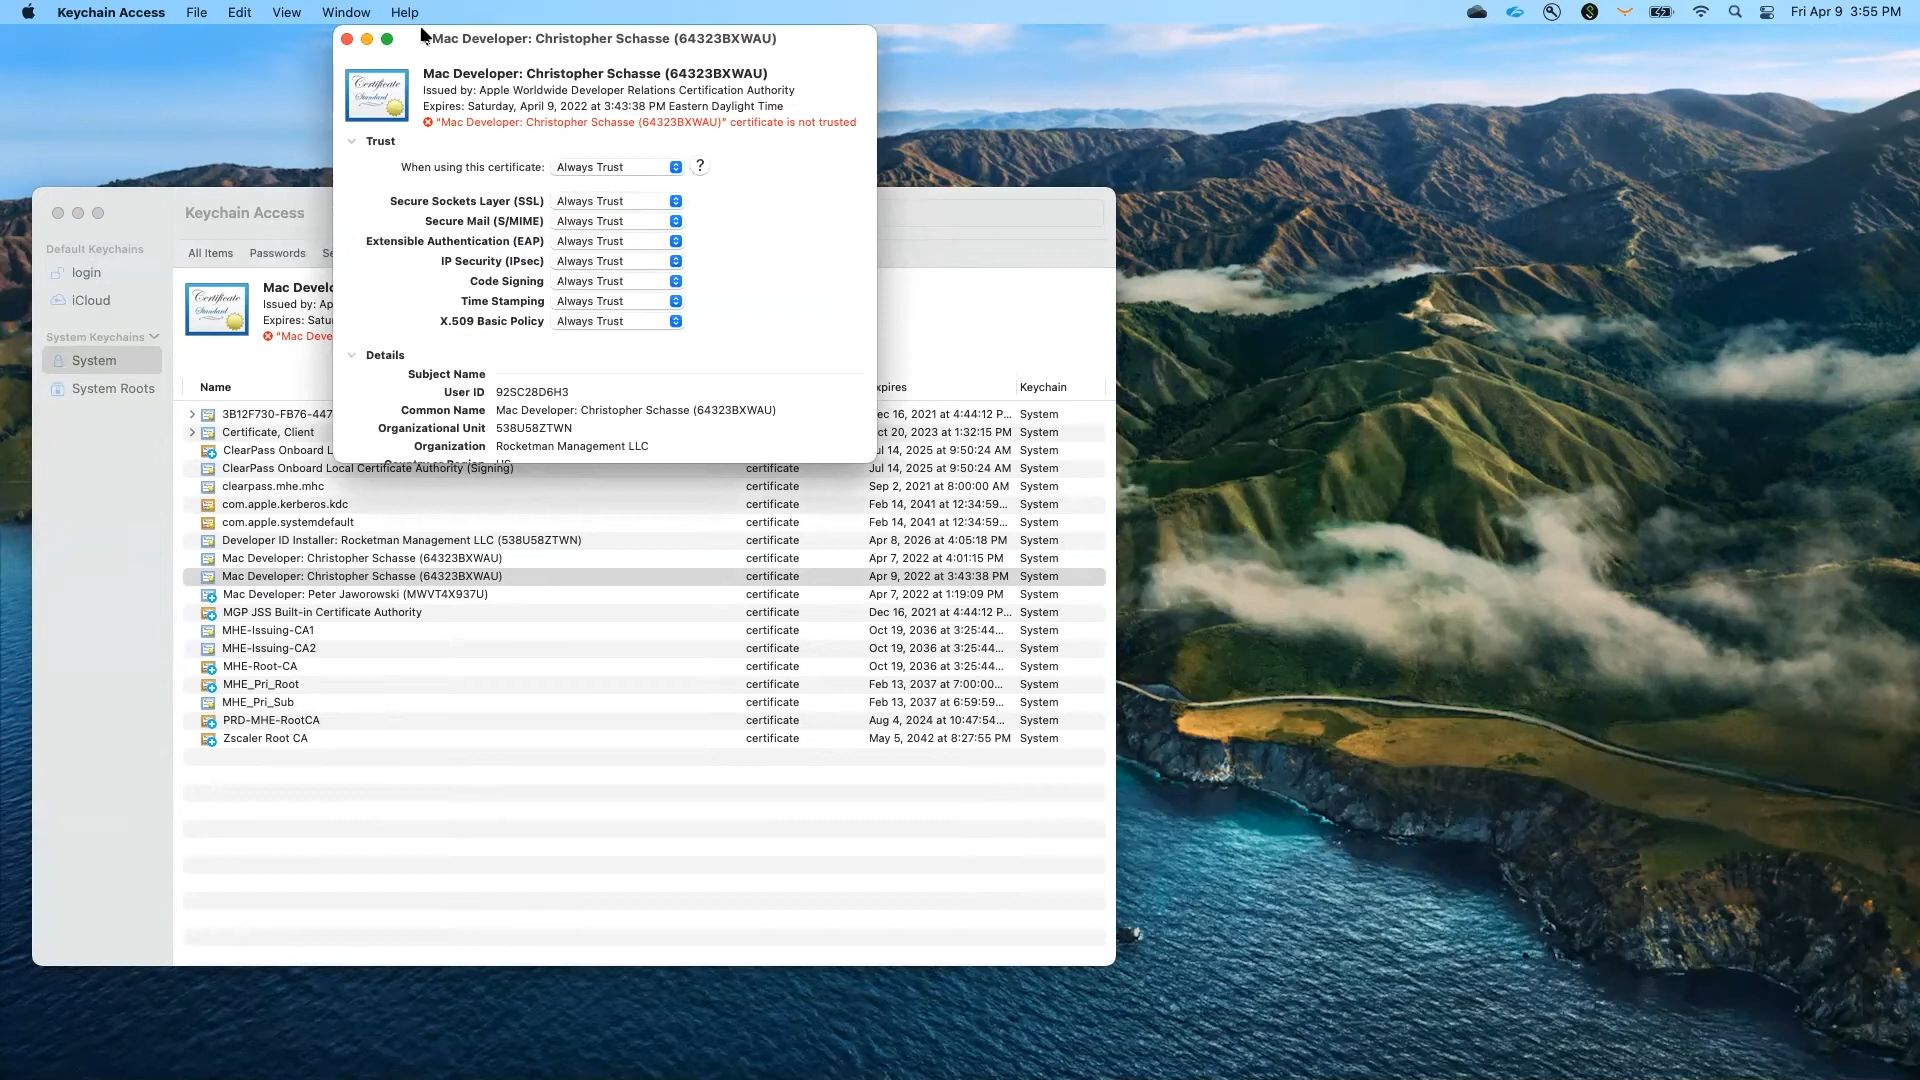 Keychain Access File Edit View Window Help
Fri Apr 9 3:55 PM
Mac Developer: Christopher Schasse (64323BXWAU)
Certificate
Standard
Mac Developer: Christopher Schasse (64323BXWAU)
Issued by: Apple Worldwide Developer Relations Certification Authority
Expires: Saturday, April 9, 2022 at 3:43:38 PM Eastern Daylight Time
"Mac Developer: Christopher Schasse (64323BXWAU)" certificate is not trusted
Trust
When using this certificate: Always Trust ?
Secure Sockets Layer (SSL) Always Trust
Secure Mail (S/MIME) Always Trust
Extensible Authentication (EAP) Always Trust
IP Security (IPsec) Always Trust
Code Signing Always Trust
Time Stamping Always Trust
X.509 Basic Policy Always Trust
Details
Subject Name
User ID 92SC28D6H3
Common Name Mac Developer: Christopher Schasse (64323BXWAU)
Organizational Unit 538U58ZTWN
Organization Rocketman Management LLC
Keychain Access
Default Keychains
login
iCloud
System Keychains
System
System Roots
All Items Passwords Se
Certificate
Standard
Mac Develo
Issued by: Ap
Expires: Satur
"Mac Deve
Name xpires Keychain
3B12F730-FB76-447 ec 16, 2021 at 4:44:12 P... System
Certificate, Client ct 20, 2023 at 1:32:15 PM System
ClearPass Onboard L ul 14, 2025 at 9:50:24 AM System
ClearPass Onboard Local Certificate Authority (Signing) certificate Jul 14, 2025 at 9:50:24 AM System
clearpass.mhe.mhc certificate Sep 2, 2021 at 8:00:00 AM System
com.apple.kerberos.kdc certificate Feb 14, 2041 at 12:34:59... System
com.apple.systemdefault certificate Feb 14, 2041 at 12:34:59... System
Developer ID Installer: Rocketman Management LLC (538U58ZTWN) certificate Apr 8, 2026 at 4:05:18 PM System
Mac Developer: Christopher Schasse (64323BXWAU) certificate Apr 7, 2022 at 4:01:15 PM System
Mac Developer: Christopher Schasse (64323BXWAU) certificate Apr 9, 2022 at 3:43:38 PM System
Mac Developer: Peter Jaworowski (MWVT4X937U) certificate Apr 7, 2022 at 1:19:09 PM System
MGP JSS Built-in Certificate Authority certificate Dec 16, 2021 at 4:44:12 P... System
MHE-Issuing-CA1 certificate Oct 19, 2036 at 3:25:44... System
MHE-Issuing-CA2 certificate Oct 19, 2036 at 3:25:44... System
MHE-Root-CA certificate Oct 19, 2036 at 3:25:44... System
MHE_Pri_Root certificate Feb 13, 2037 at 7:00:00... System
MHE_Pri_Sub certificate Feb 13, 2037 at 6:59:59... System
PRD-MHE-RootCA certificate Aug 4, 2024 at 10:47:54... System
Zscaler Root CA certificate May 5, 2042 at 8:27:55 PM System